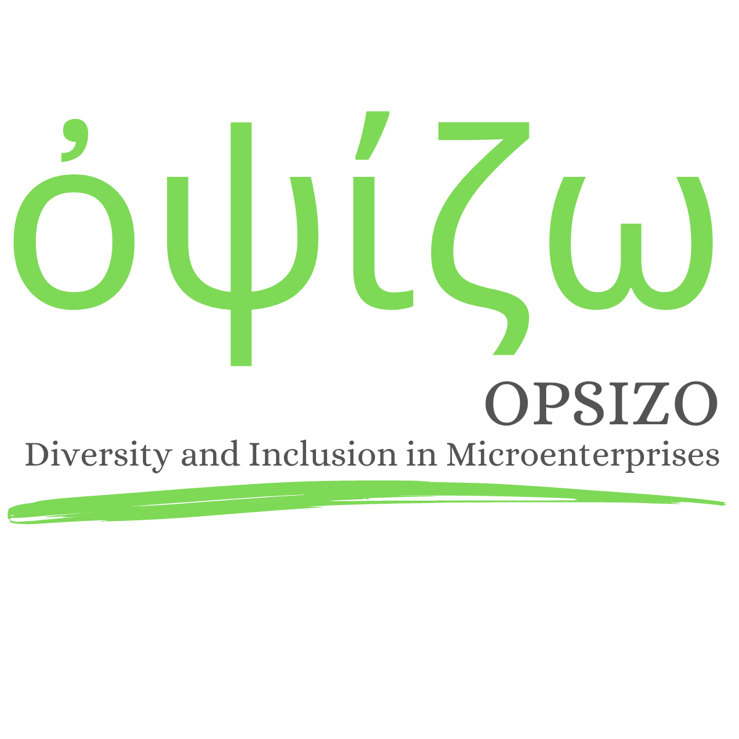 ὀψίζω
OPSIZO
Diversity and Inclusion in Microenterprises